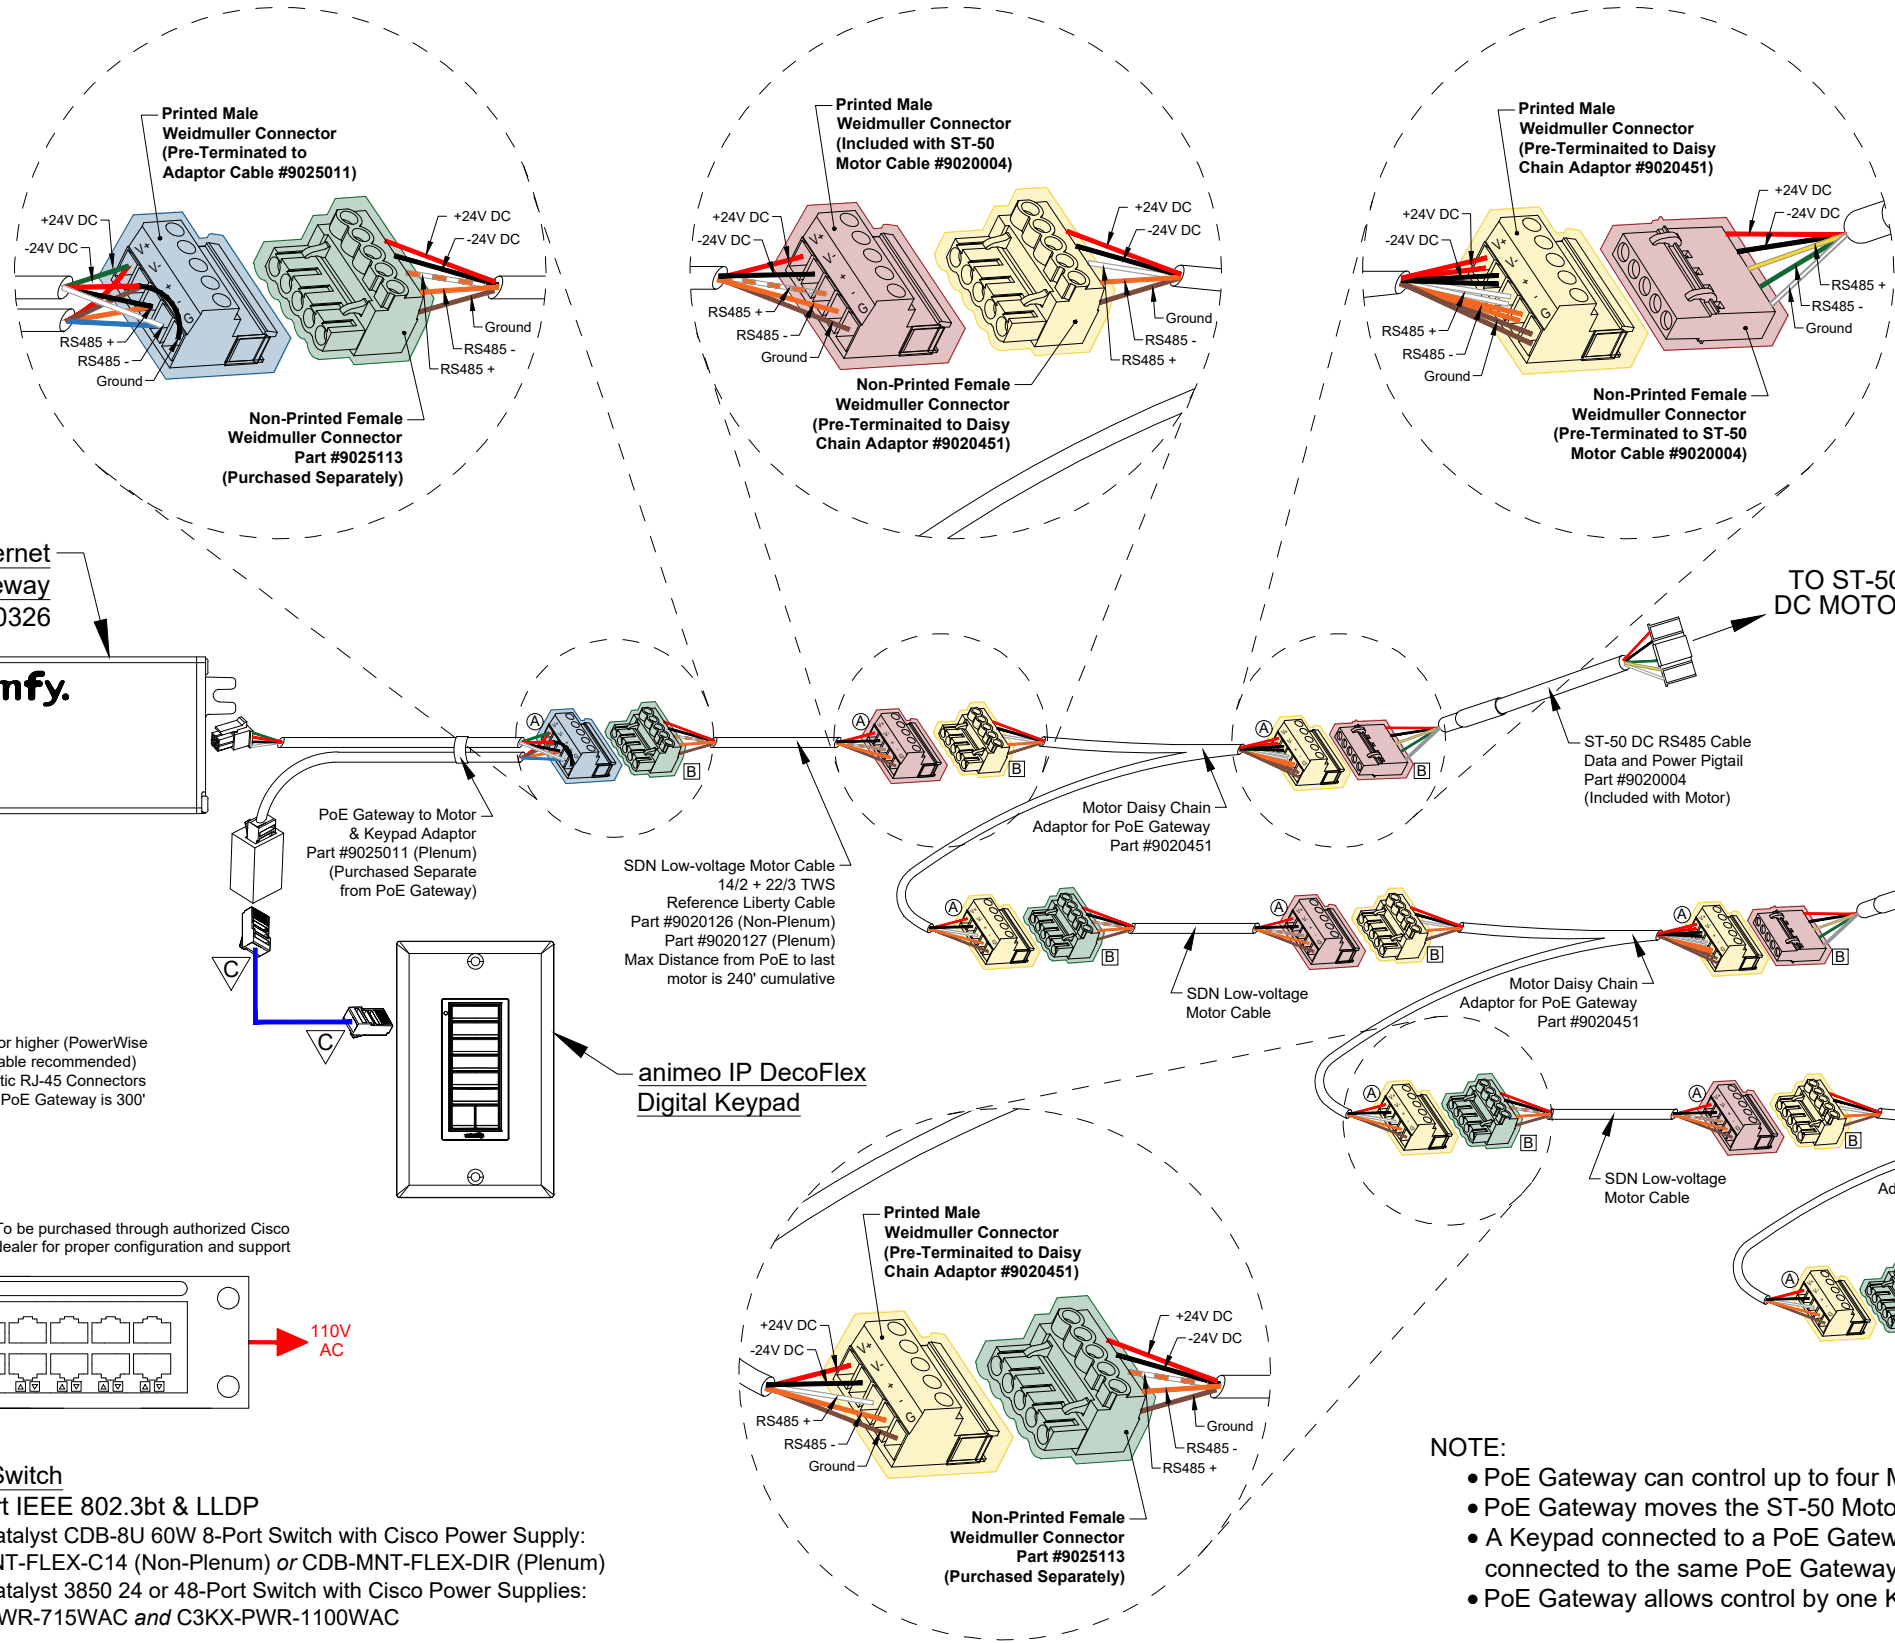 Printed Male
Weidmuller Connector
(Pre-Terminated to
Adaptor Cable #9025011)
+24V DC
-24V DC
V+
V-
+
-
G
RS485 +
RS485 -
Ground
+24V DC
-24V DC
Ground
RS485 -
RS485 +
Non-Printed Female
Weidmuller Connector
Part #9025113
(Purchased Separately)
Printed Male
Weidmuller Connector
(Included with ST-50
Motor Cable #9020004)
+24V DC
-24V DC
V+
V-
+
-
G
RS485 +
RS485 -
Ground
+24V DC
-24V DC
Ground
RS485 -
RS485 +
Non-Printed Female
Weidmuller Connector
(Pre-Terminaited to Daisy
Chain Adaptor #9020451)
Printed Male
Weidmuller Connector
(Pre-Terminaited to Daisy
Chain Adaptor #9020451)
+24V DC
-24V DC
V+
V-
+
-
G
RS485 +
RS485 -
Ground
+24V DC
-24V DC
RS485 +
RS485 -
Ground
Non-Printed Female
Weidmuller Connector
(Pre-Terminated to ST-50
Motor Cable #9020004)
ernet
eway
0326
mfy.
TO ST-50
DC MOTO
A
B
A
B
A
B
PoE Gateway to Motor
& Keypad Adaptor
Part #9025011 (Plenum)
(Purchased Separate
from PoE Gateway)
SDN Low-voltage Motor Cable
14/2 + 22/3 TWS
Reference Liberty Cable
Part #9020126 (Non-Plenum)
Part #9020127 (Plenum)
Max Distance from PoE to last
motor is 240' cumulative
Motor Daisy Chain
Adaptor for PoE Gateway
Part #9020451
ST-50 DC RS485 Cable
Data and Power Pigtail
Part #9020004
(Included with Motor)
A
B
A
B
A
B
SDN Low-voltage
Motor Cable
Motor Daisy Chain
Adaptor for PoE Gateway
Part #9020451
C
C
or higher (PowerWise
able recommended)
tic RJ-45 Connectors
PoE Gateway is 300'
animeo IP DecoFlex
Digital Keypad
A
B
A
B
SDN Low-voltage
Motor Cable
Ad
A
To be purchased through authorized Cisco
dealer for proper configuration and support
110V
AC
Printed Male
Weidmuller Connector
(Pre-Terminaited to Daisy
Chain Adaptor #9020451)
+24V DC
-24V DC
V+
V-
+
-
G
RS485 +
RS485 -
Ground
+24V DC
-24V DC
Ground
RS485 -
RS485 +
Non-Printed Female
Weidmuller Connector
Part #9025113
(Purchased Separately)
Switch
rt IEEE 802.3bt & LLDP
atalyst CDB-8U 60W 8-Port Switch with Cisco Power Supply:
NT-FLEX-C14 (Non-Plenum) or CDB-MNT-FLEX-DIR (Plenum)
atalyst 3850 24 or 48-Port Switch with Cisco Power Supplies:
WR-715WAC and C3KX-PWR-1100WAC
NOTE:
• PoE Gateway can control up to four M
• PoE Gateway moves the ST-50 Moto
• A Keypad connected to a PoE Gatew
connected to the same PoE Gateway
• PoE Gateway allows control by one K